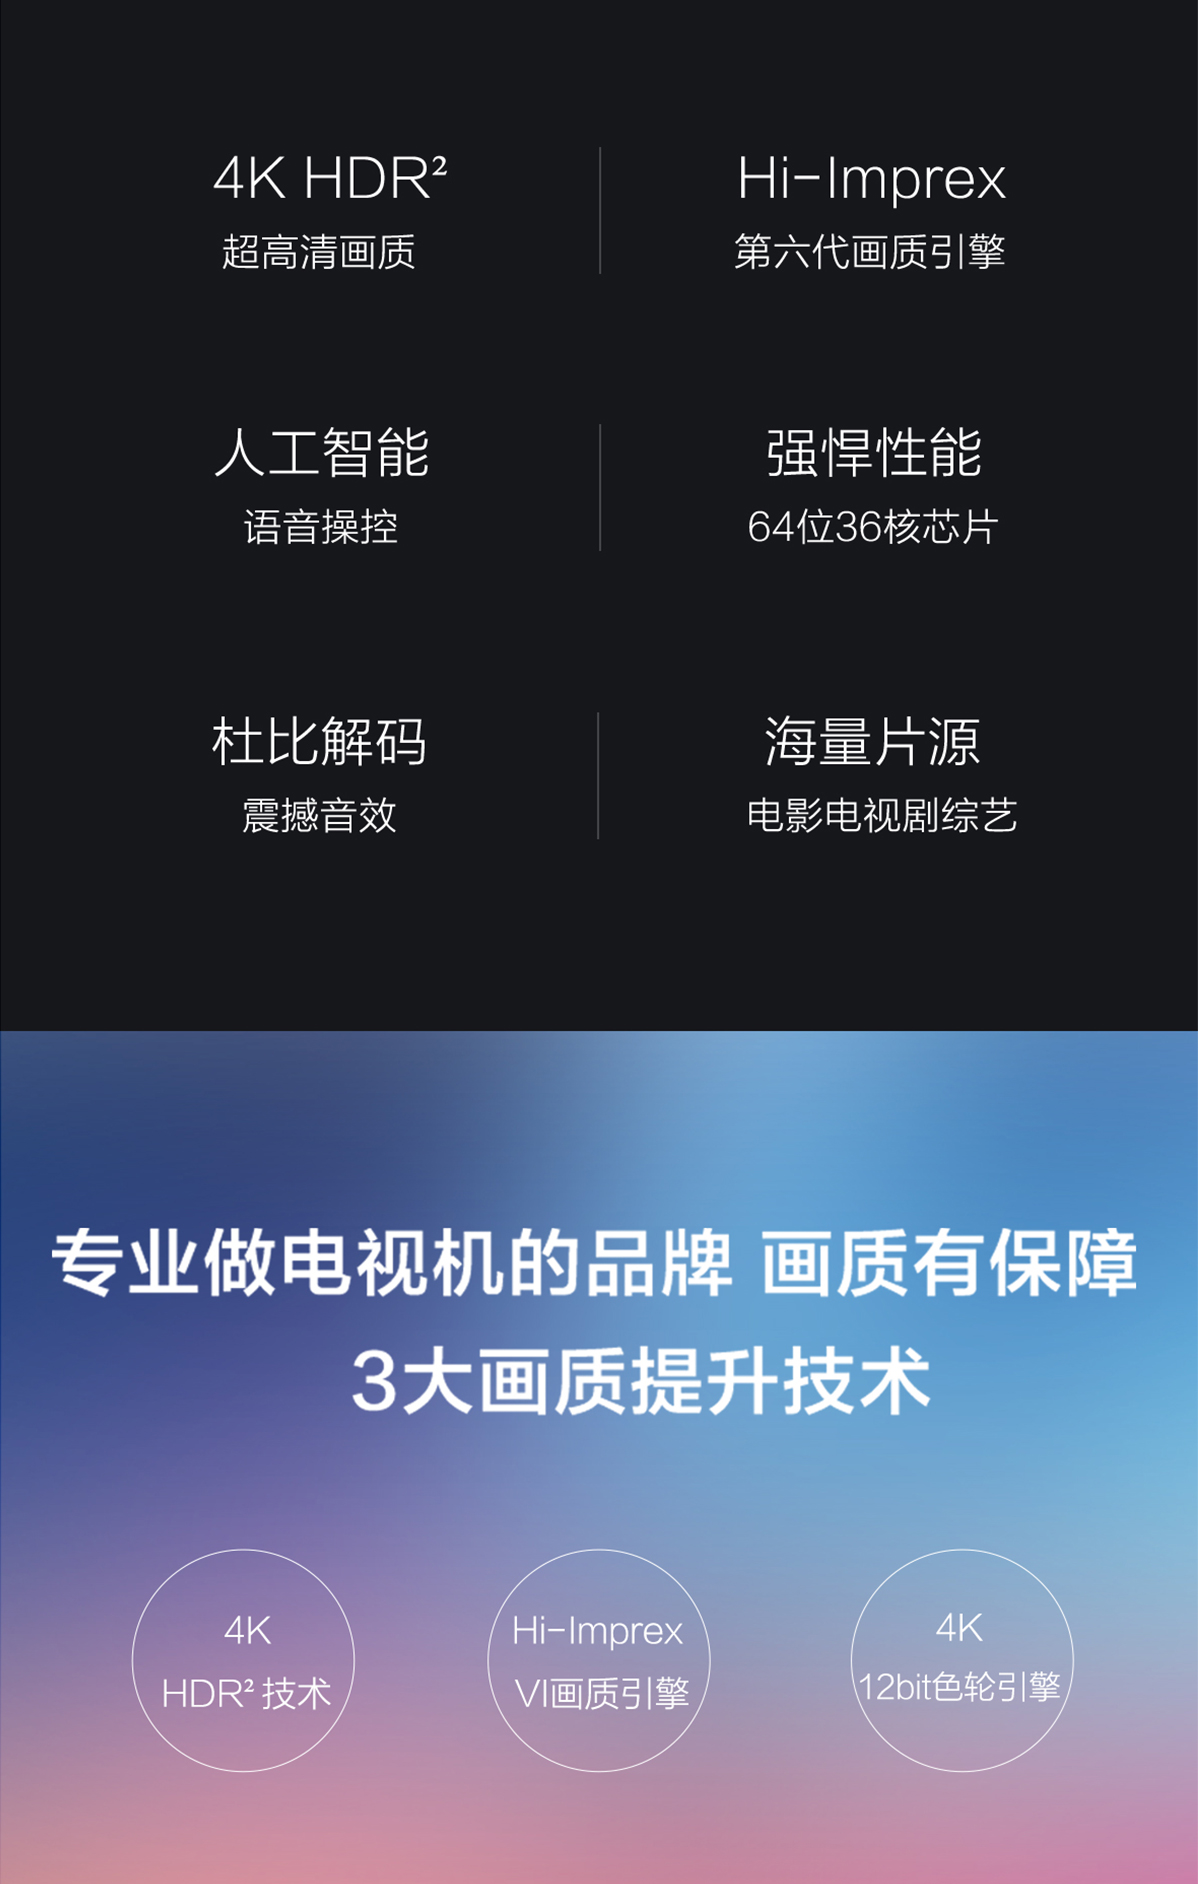 4K HDR²
超高清画质
Hi-Imprex
第六代画质引擎
人工智能
语音操控
强悍性能
64位36核芯片
杜比解码
震撼音效
海量片源
电影电视剧综艺
专业做电视机的品牌 画质有保障
3大画质提升技术
4K
HDR² 技术
Hi-Imprex
VI画质引擎
4K
12bit色轮引擎